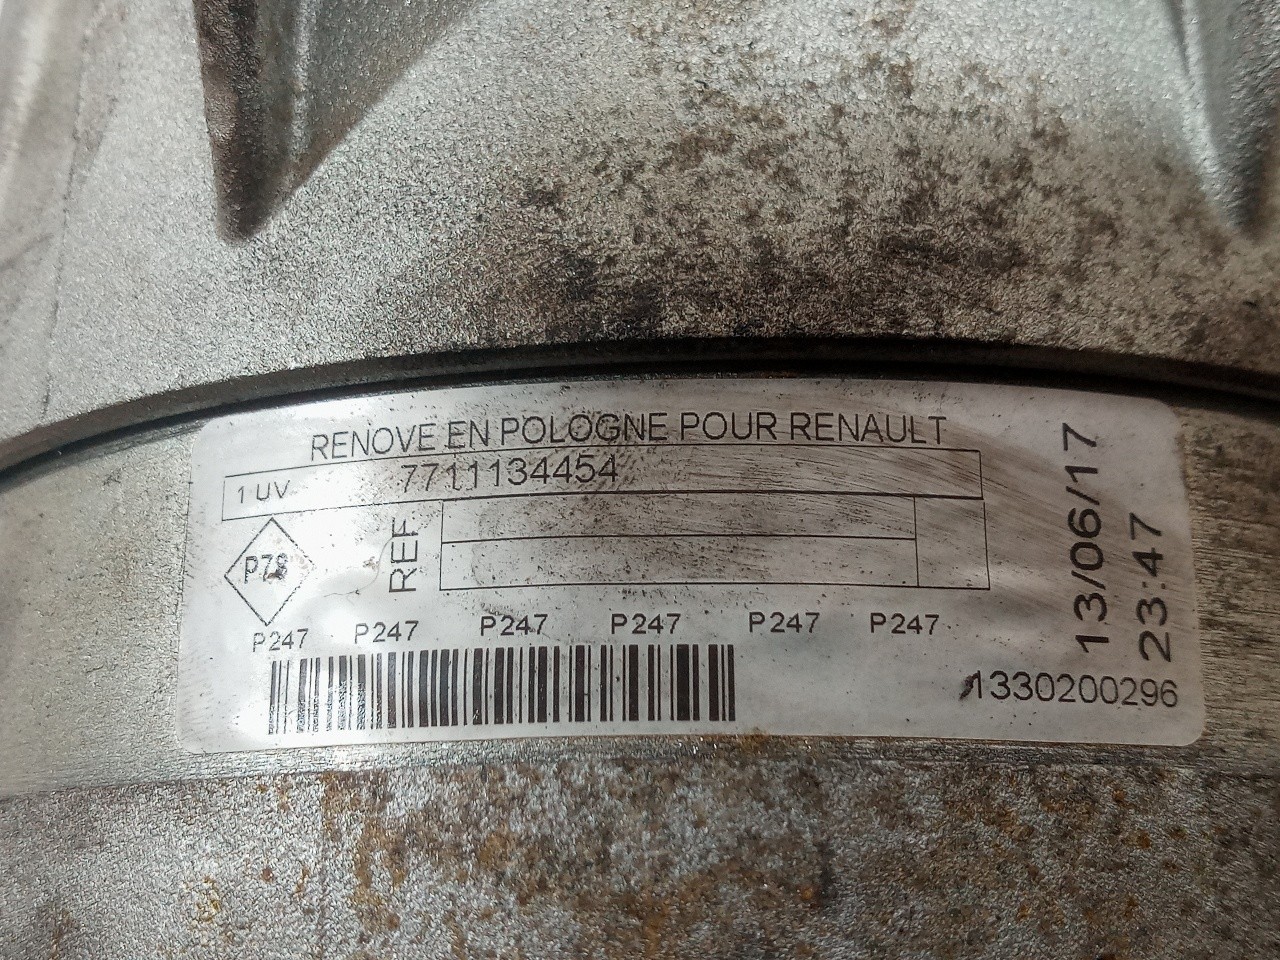 RENOVE EN POLOGNE POUR RENAULT
1 UV 7711134454
REF
P247 P247 P247 P247 P247 P247
1330200296
13/06/17
23:47